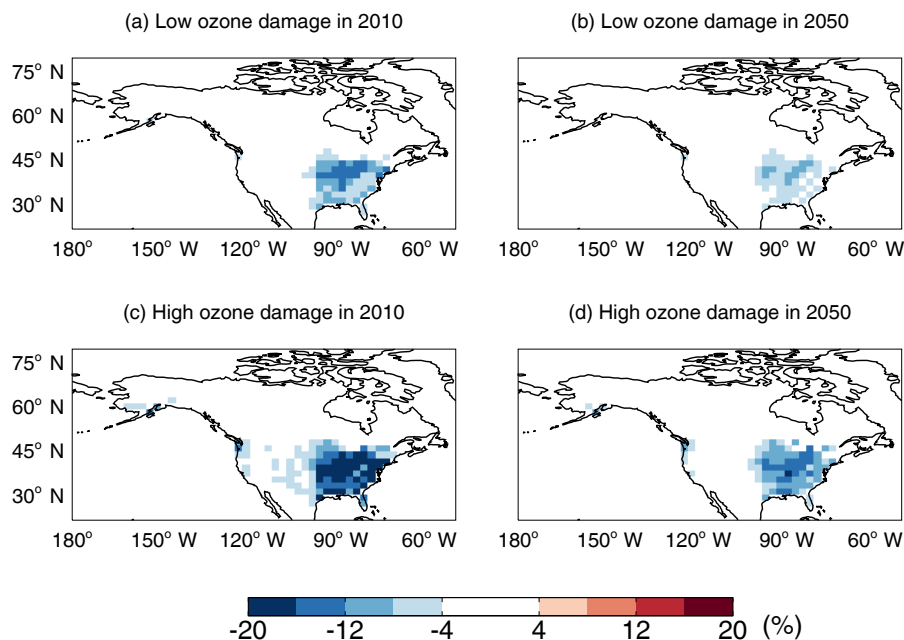 (a) Low ozone damage in 2010
(b) Low ozone damage in 2050
75° N
60° N
45° N
30° N
180° 150° W 120° W 90° W 60° W
180° 150° W 120° W 90° W 60° W
(c) High ozone damage in 2010
(d) High ozone damage in 2050
75° N
60° N
45° N
30° N
180° 150° W 120° W 90° W 60° W
180° 150° W 120° W 90° W 60° W
-20 -12 -4 4 12 20 (%)